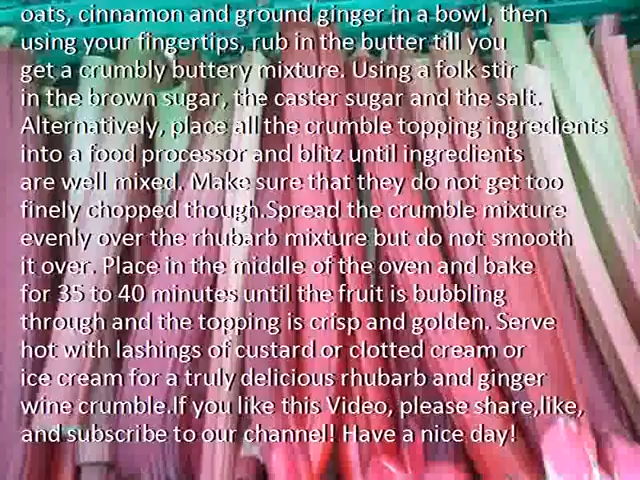 oats, cinnamon and ground ginger in a bowl, then
using your fingertips, rub in the butter till you
get a crumbly buttery mixture. Using a folk stir
in the brown sugar, the caster sugar and the salt.
Alternatively, place all the crumble topping ingredients
into a food processor and blitz until ingredients
are well mixed. Make sure that they do not get too
finely chopped though.Spread the crumble mixture
evenly over the rhubarb mixture but do not smooth
it over. Place in the middle of the oven and bake
for 35 to 40 minutes until the fruit is bubbling
through and the topping is crisp and golden. Serve
hot with lashings of custard or clotted cream or
ice cream for a truly delicious rhubarb and ginger
wine crumble.If you like this Video, please share,like,
and subscribe to our channel! Have a nice day!